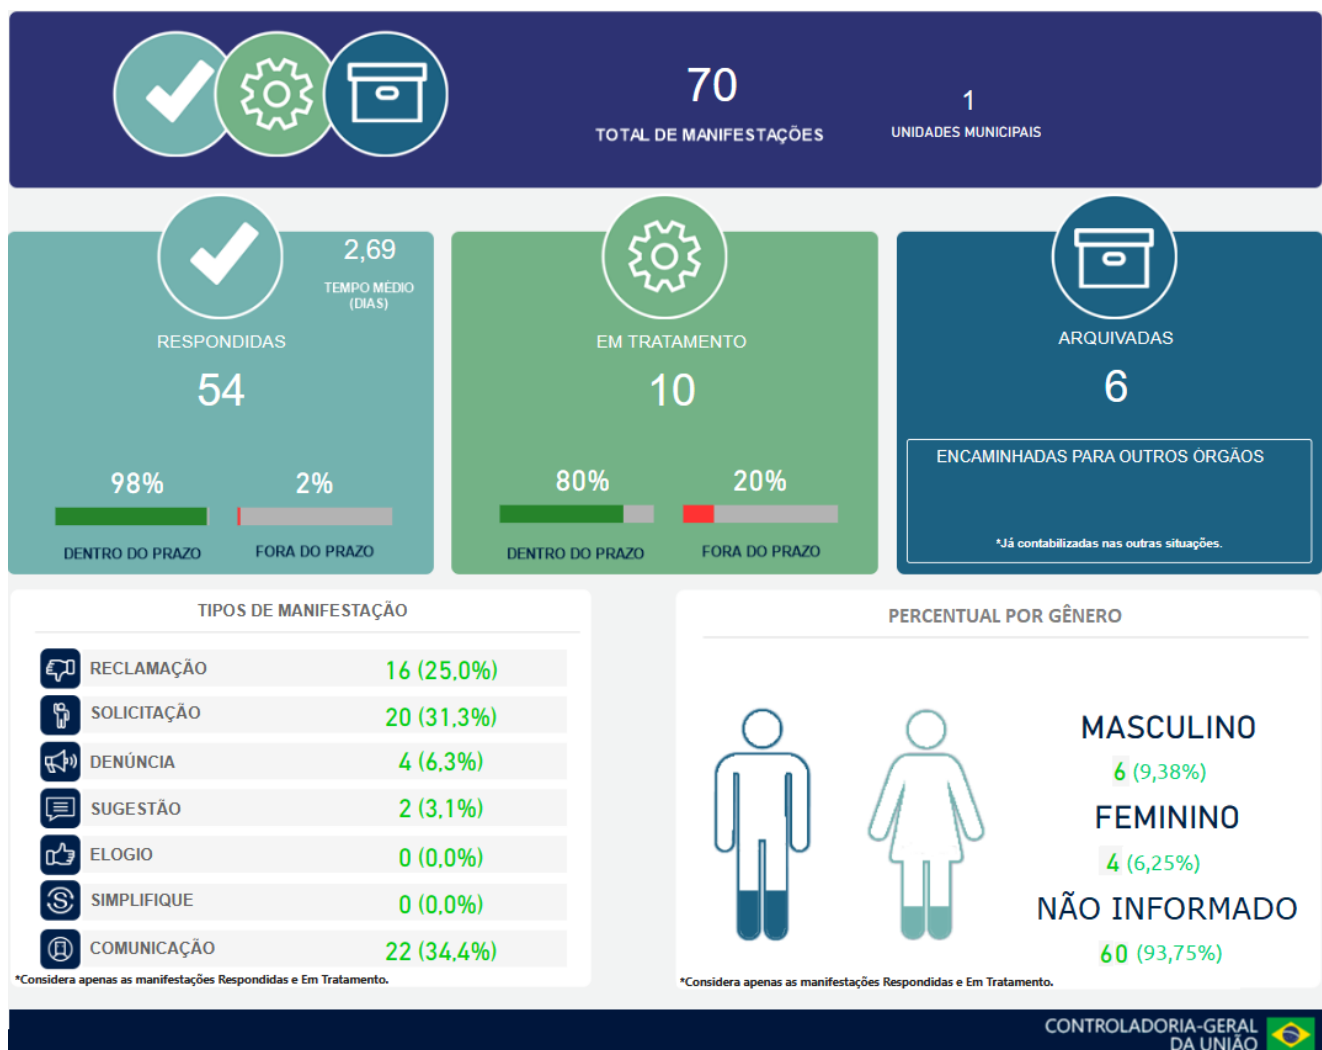 70
TOTAL DE MANIFESTAÇÕES
1
UNIDADES MUNICIPAIS
2,69
TEMPO MÉDIO
(DIAS)
RESPONDIDAS
54
98%
2%
DENTRO DO PRAZO
FORA DO PRAZO
EM TRATAMENTO
10
80%
20%
DENTRO DO PRAZO
FORA DO PRAZO
ARQUIVADAS
6
ENCAMINHADAS PARA OUTROS ÓRGÃOS
*Já contabilizadas nas outras situações.
TIPOS DE MANIFESTAÇÃO
RECLAMAÇÃO 16 (25,0%)
SOLICITAÇÃO 20 (31,3%)
DENÚNCIA 4 (6,3%)
SUGESTÃO 2 (3,1%)
ELOGIO 0 (0,0%)
SIMPLIFIQUE 0 (0,0%)
COMUNICAÇÃO 22 (34,4%)
*Considera apenas as manifestações Respondidas e Em Tratamento.
PERCENTUAL POR GÊNERO
MASCULINO
6 (9,38%)
FEMININO
4 (6,25%)
NÃO INFORMADO
60 (93,75%)
*Considera apenas as manifestações Respondidas e Em Tratamento.
CONTROLADORIA-GERAL
DA UNIÃO